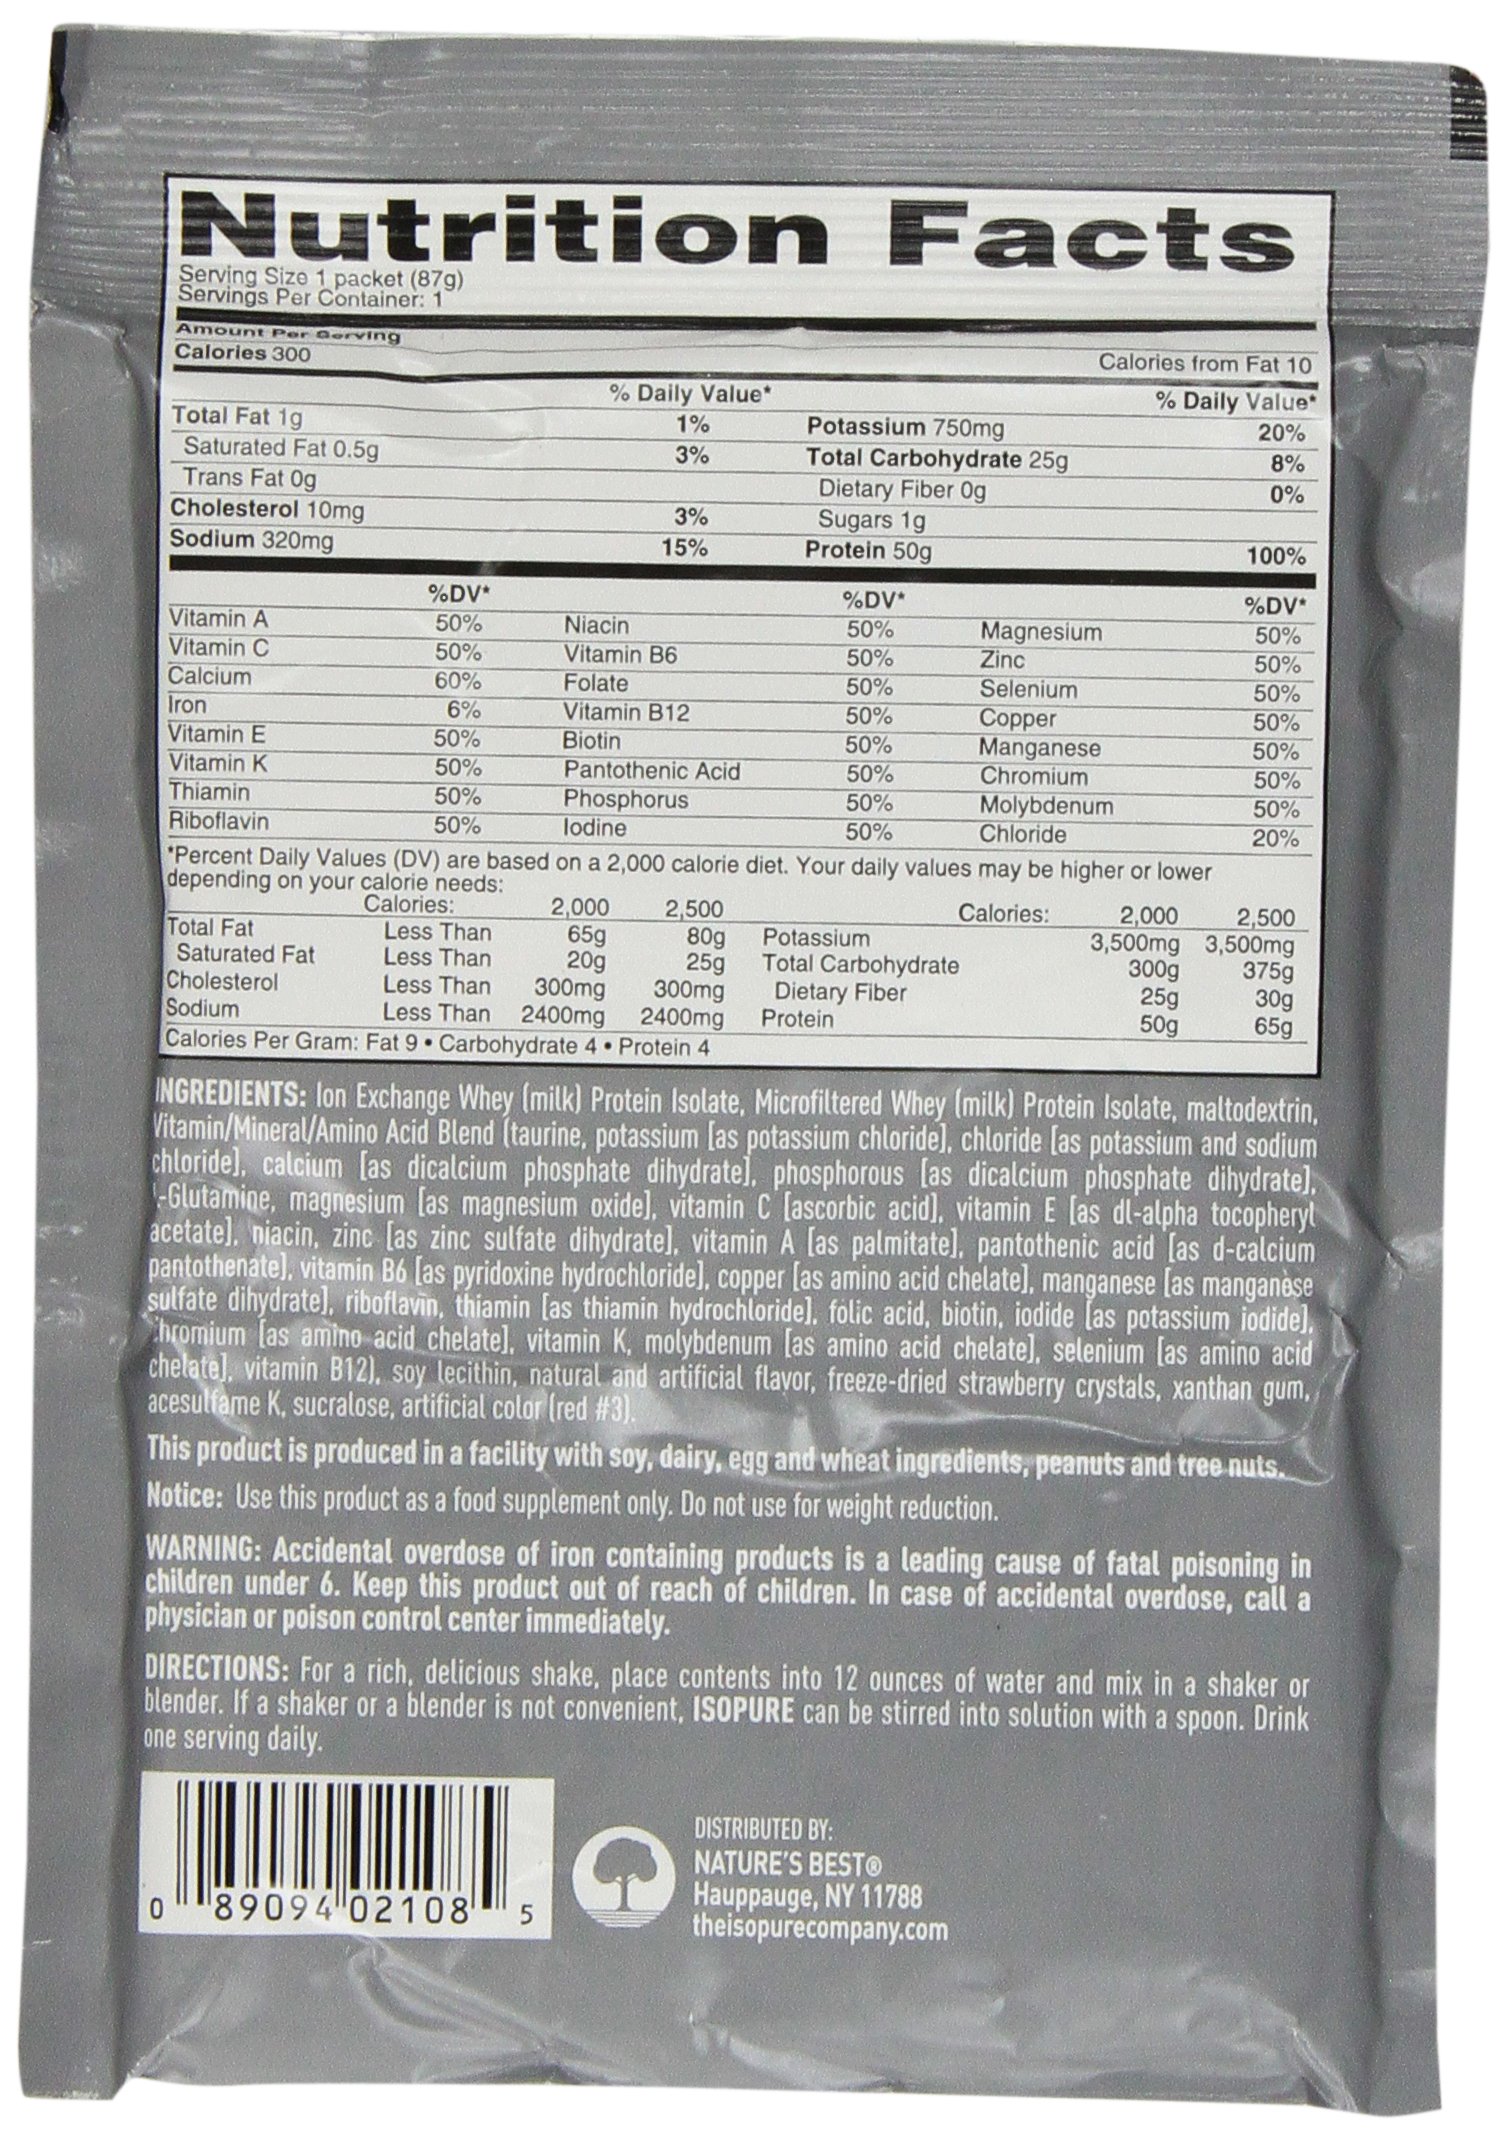 Nutrition Facts
Serving Size 1 packet (87g)
Servings Per Container: 1
Amount Per Serving
Calories 300 Calories from Fat 10
% Daily Value* % Daily Value*
Total Fat 1g 1% Potassium 750mg 20%
Saturated Fat 0.5g 3% Total Carbohydrate 25g 8%
Trans Fat 0g Dietary Fiber 0g 0%
Cholesterol 10mg 3% Sugars 1g
Sodium 320mg 15% Protein 50g 100%
%DV* %DV* %DV*
Vitamin A 50% Niacin 50% Magnesium 50%
Vitamin C 50% Vitamin B6 50% Zinc 50%
Calcium 60% Folate 50% Selenium 50%
Iron 6% Vitamin B12 50% Copper 50%
Vitamin E 50% Biotin 50% Manganese 50%
Vitamin K 50% Pantothenic Acid 50% Chromium 50%
Thiamin 50% Phosphorus 50% Molybdenum 50%
Riboflavin 50% Iodine 50% Chloride 20%
*Percent Daily Values (DV) are based on a 2,000 calorie diet. Your daily values may be higher or lower
depending on your calorie needs:
Calories: 2,000 2,500 Calories: 2,000 2,500
Total Fat Less Than 65g 80g Potassium 3,500mg 3,500mg
Saturated Fat Less Than 20g 25g Total Carbohydrate 300g 375g
Cholesterol Less Than 300mg 300mg Dietary Fiber 25g 30g
Sodium Less Than 2400mg 2400mg Protein 50g 65g
Calories Per Gram: Fat 9 • Carbohydrate 4 • Protein 4
INGREDIENTS: Ion Exchange Whey (milk) Protein Isolate, Microfiltered Whey (milk) Protein Isolate, maltodextrin,
Vitamin/Mineral/Amino Acid Blend (taurine, potassium [as potassium chloride], chloride [as potassium and sodium
chloride], calcium [as dicalcium phosphate dihydrate], phosphorous [as dicalcium phosphate dihydrate],
-Glutamine, magnesium [as magnesium oxide], vitamin C [ascorbic acid], vitamin E [as dl-alpha tocopheryl
acetate], niacin, zinc [as zinc sulfate dihydrate], vitamin A [as palmitate], pantothenic acid [as d-calcium
pantothenate], vitamin B6 [as pyridoxine hydrochloride], copper [as amino acid chelate], manganese [as manganese
sulfate dihydrate], riboflavin, thiamin [as thiamin hydrochloride], folic acid, biotin, iodide [as potassium iodide],
chromium [as amino acid chelate], vitamin K, molybdenum [as amino acid chelate], selenium [as amino acid
chelate], vitamin B12), soy lecithin, natural and artificial flavor, freeze-dried strawberry crystals, xanthan gum,
acesulfame K, sucralose, artificial color (red #3).
This product is produced in a facility with soy, dairy, egg and wheat ingredients, peanuts and tree nuts.
Notice: Use this product as a food supplement only. Do not use for weight reduction.
WARNING: Accidental overdose of iron containing products is a leading cause of fatal poisoning in
children under 6. Keep this product out of reach of children. In case of accidental overdose, call a
physician or poison control center immediately.
DIRECTIONS: For a rich, delicious shake, place contents into 12 ounces of water and mix in a shaker or
blender. If a shaker or a blender is not convenient, ISOPURE can be stirred into solution with a spoon. Drink
one serving daily.
0 89094 02108 5
DISTRIBUTED BY:
NATURE'S BEST®
Hauppauge, NY 11788
theisopurecompany.com